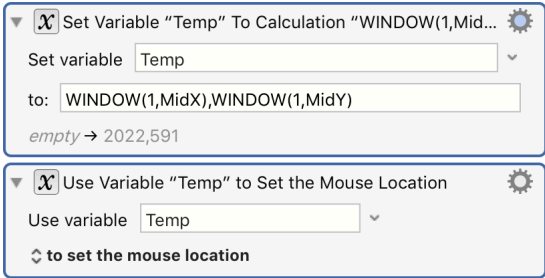 Set Variable “Temp” To Calculation “WINDOW(1,Mid...
Set variable Temp
to: WINDOW(1,MidX),WINDOW(1,MidY)
empty → 2022,591
Use Variable “Temp” to Set the Mouse Location
Use variable Temp
to set the mouse location